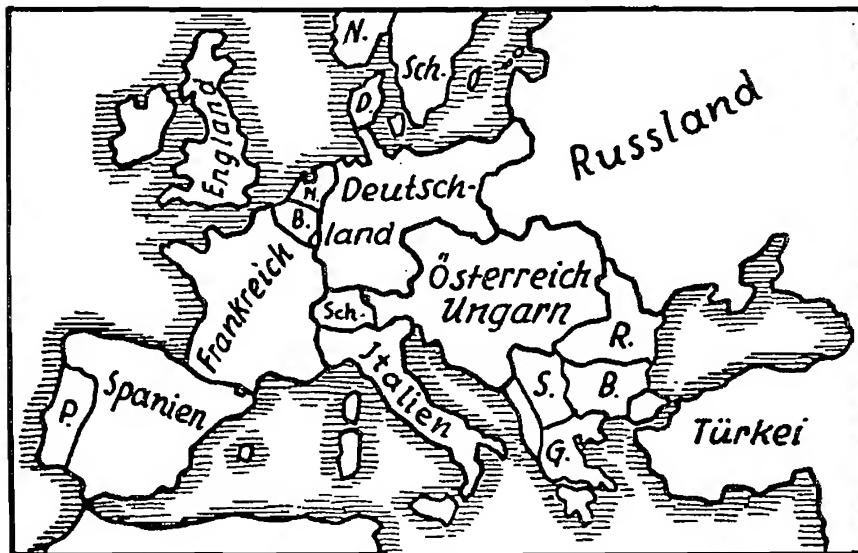 N.
Sch.
D.
Russland
England
N.
B.
Deutsch-
land
Österreich
Ungarn
Frankreich
Sch.
Italien
R.
S.
B.
P.
Spanien
G.
Türkei